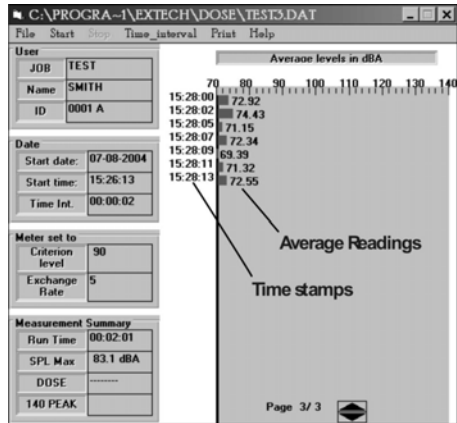 C:\PROGRA~1\EXTECH\DOSE\TEST3.DAT
File Start Stop Time_interval Print Help
User
JOB TEST
Name SMITH
ID 0001 A
Date
Start date: 07-08-2004
Start time: 15:26:13
Time Int. 00:00:02
Meter set to
Criterion level 90
Exchange Rate 5
Measurement Summary
Run Time 00:02:01
SPL Max 83.1 dBA
DOSE --------
140 PEAK
Average levels in dBA
70 80 90 100 110 120 130 140
15:28:00 72.92
15:28:02 74.43
15:28:05 71.15
15:28:07 72.34
15:28:09 69.39
15:28:11 71.32
15:28:13 72.55
Average Readings
Time stamps
Page 3/ 3